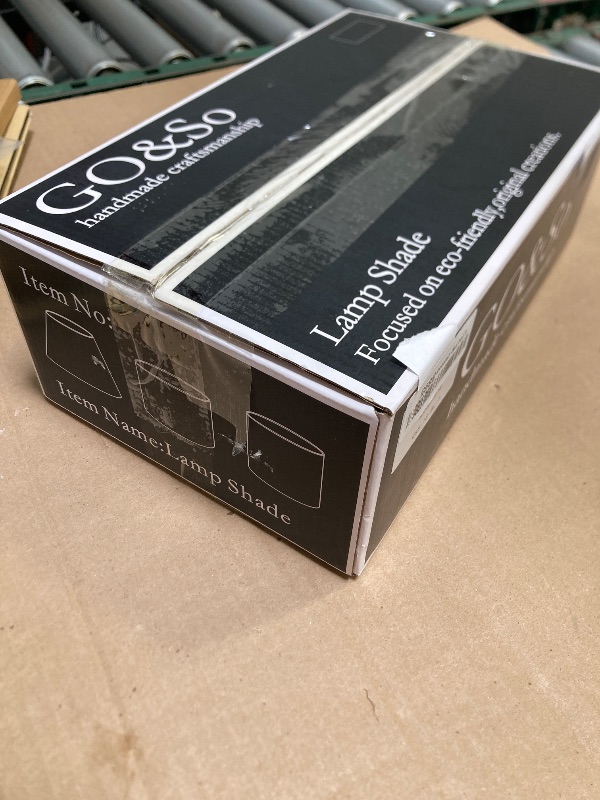 GO&So
handmade craftsmanship
Lamp Shade
Focused on eco-friendly,original creations.
Item No:
Item Name:Lamp Shade